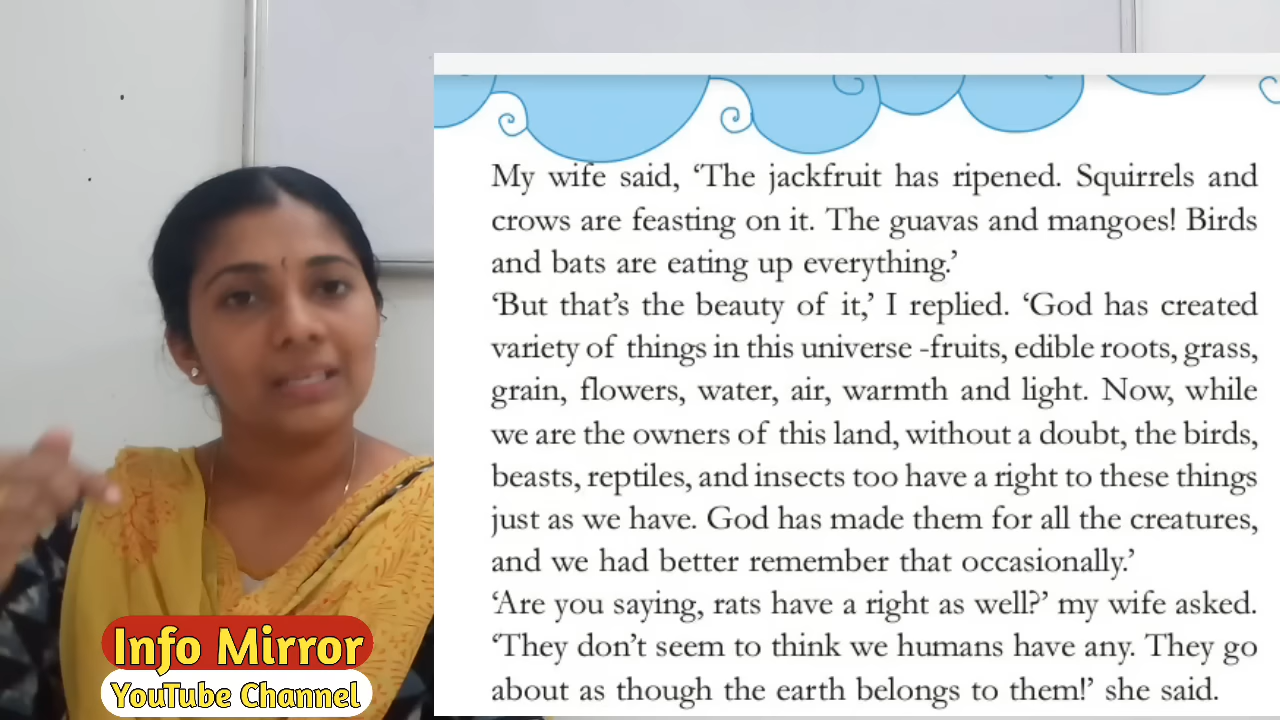 My wife said, ‘The jackfruit has ripened. Squirrels and
crows are feasting on it. The guavas and mangoes! Birds
and bats are eating up everything.’
‘But that’s the beauty of it,’ I replied. ‘God has created
variety of things in this universe -fruits, edible roots, grass,
grain, flowers, water, air, warmth and light. Now, while
we are the owners of this land, without a doubt, the birds,
beasts, reptiles, and insects too have a right to these things
just as we have. God has made them for all the creatures,
and we had better remember that occasionally.’
‘Are you saying, rats have a right as well?’ my wife asked.
‘They don’t seem to think we humans have any. They go
about as though the earth belongs to them!’ she said.
Info Mirror
YouTube Channel